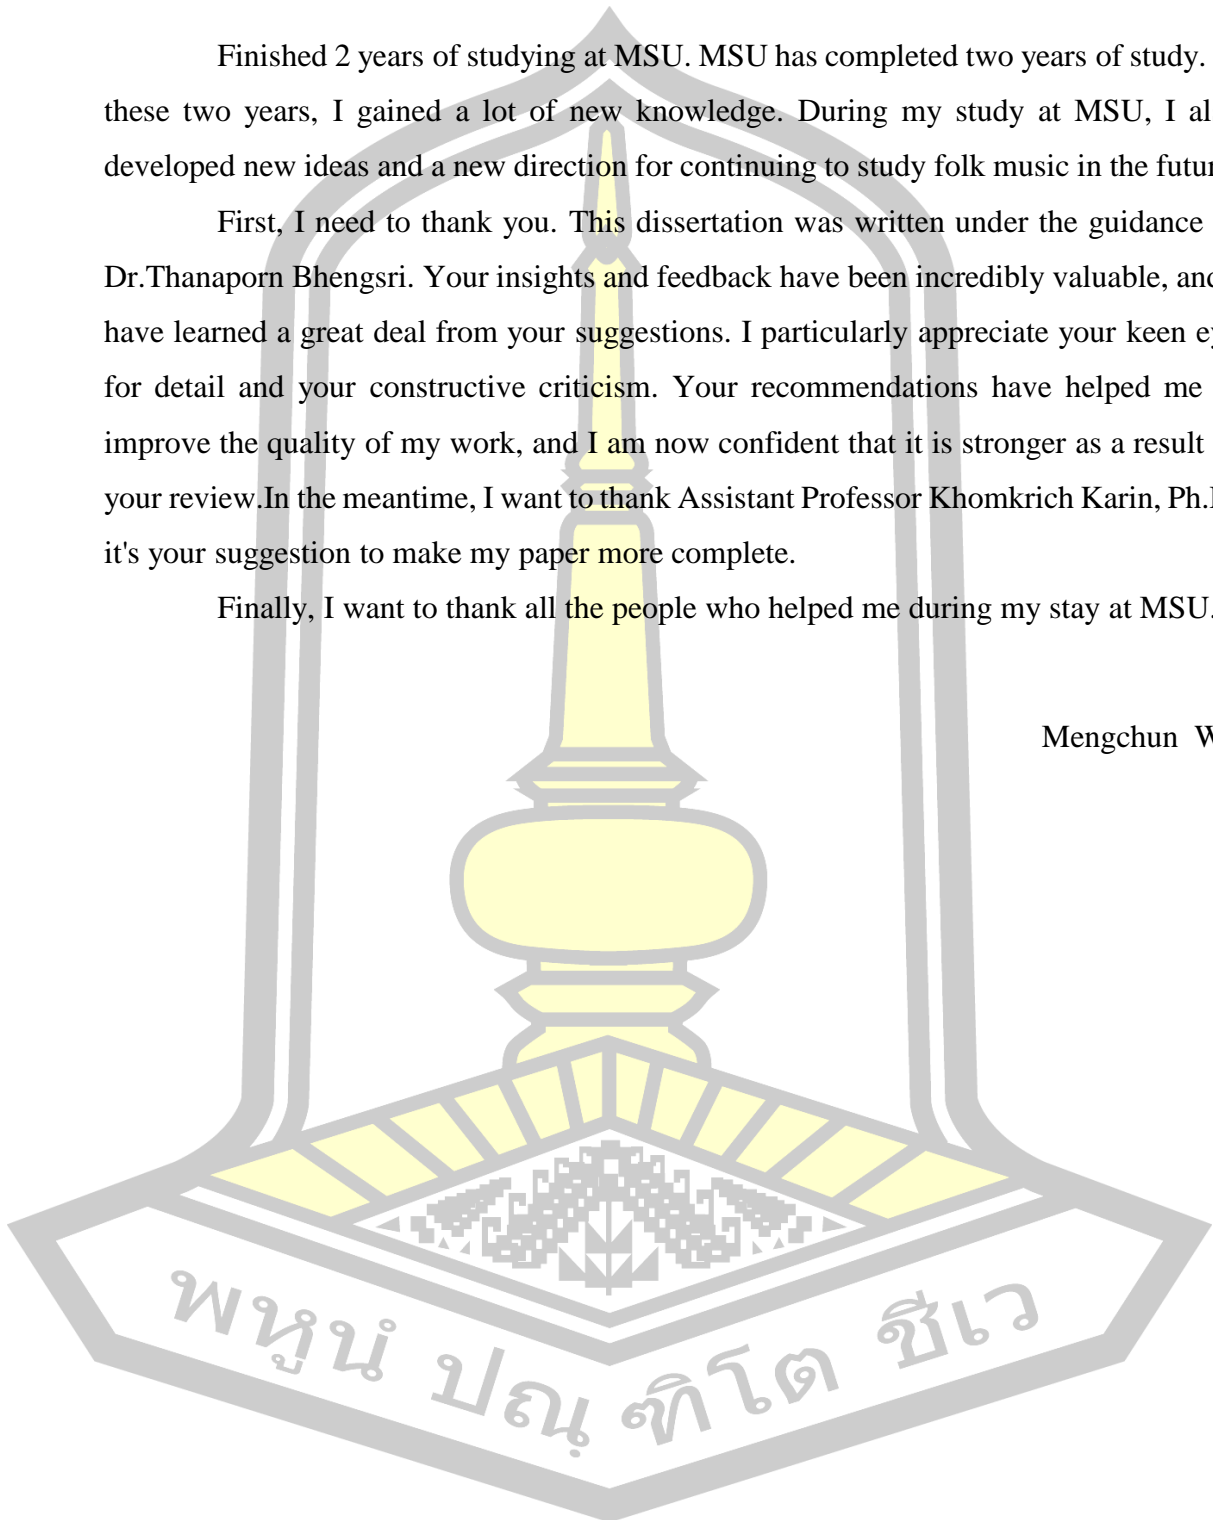 Finished 2 years of studying at MSU. MSU has completed two years of study.
these two years, I gained a lot of new knowledge. During my study at MSU, I al
developed new ideas and a new direction for continuing to study folk music in the futur
First, I need to thank you. This dissertation was written under the guidance
Dr.Thanaporn Bhengsri. Your insights and feedback have been incredibly valuable, and
have learned a great deal from your suggestions. I particularly appreciate your keen ey
for detail and your constructive criticism. Your recommendations have helped me
improve the quality of my work, and I am now confident that it is stronger as a result
your review.In the meantime, I want to thank Assistant Professor Khomkrich Karin, Ph.D
it's your suggestion to make my paper more complete.
Finally, I want to thank all the people who helped me during my stay at MSU.
Mengchun W
พหูนํ ปณฺฑิโต ชีเว